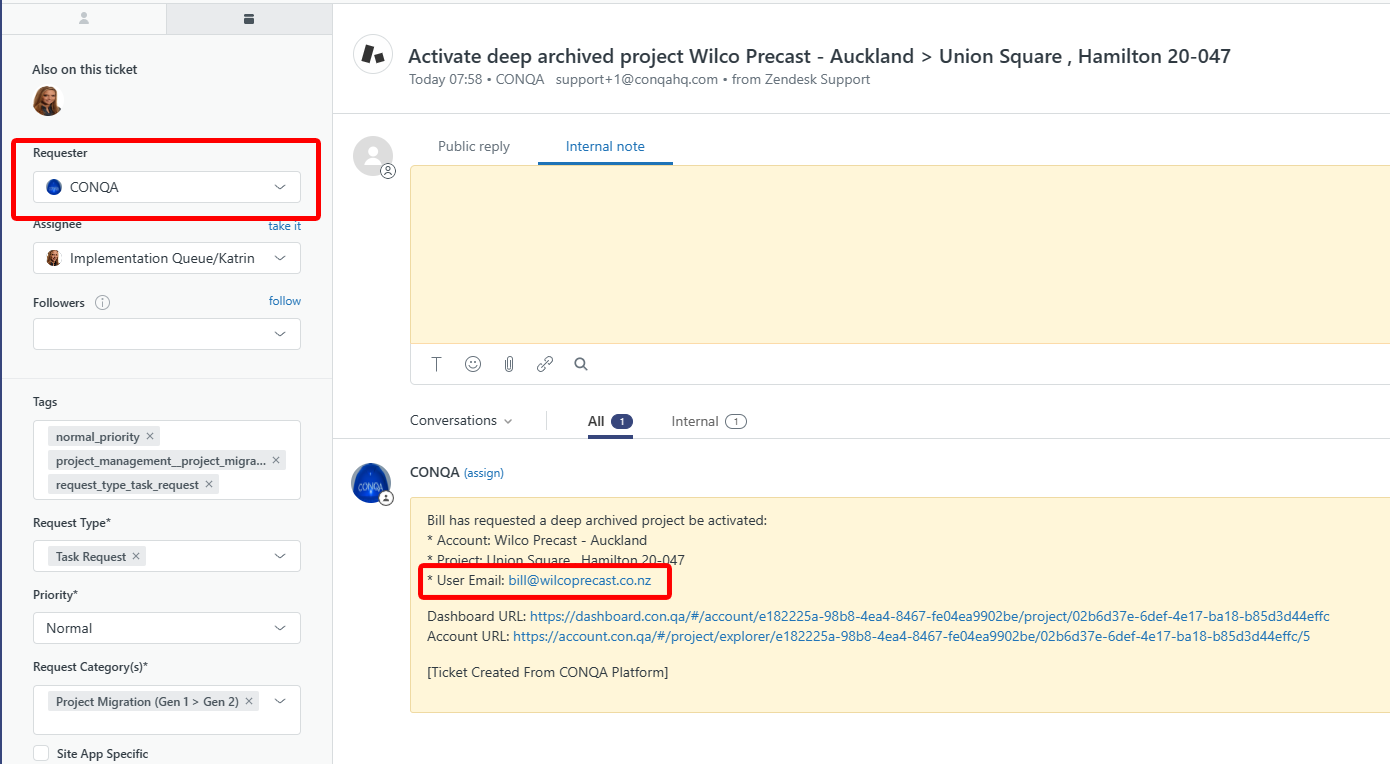 Also on this ticket
Requester
CONQA
Assignee
take it
Implementation Queue/Katrin
Followers
follow
Tags
normal_priority ×
project_management__project_migra... ×
request_type_task_request ×
Request Type*
Task Request ×
Priority*
Normal
Request Category(s)*
Project Migration (Gen 1 > Gen 2) ×
Site App Specific
Activate deep archived project Wilco Precast - Auckland > Union Square , Hamilton 20-047
Today 07:58 • CONQA support+1@conqahq.com • from Zendesk Support
Public reply
Internal note
Conversations
All 1
Internal 1
CONQA (assign)
CONQA
Bill has requested a deep archived project be activated:
* Account: Wilco Precast - Auckland
* Project: Union Square , Hamilton 20-047
* User Email: bill@wilcoprecast.co.nz
Dashboard URL: https://dashboard.con.qa/#/account/e182225a-98b8-4ea4-8467-fe04ea9902be/project/02b6d37e-6def-4e17-ba18-b85d3d44effc
Account URL: https://account.con.qa/#/project/explorer/e182225a-98b8-4ea4-8467-fe04ea9902be/02b6d37e-6def-4e17-ba18-b85d3d44effc/5
[Ticket Created From CONQA Platform]